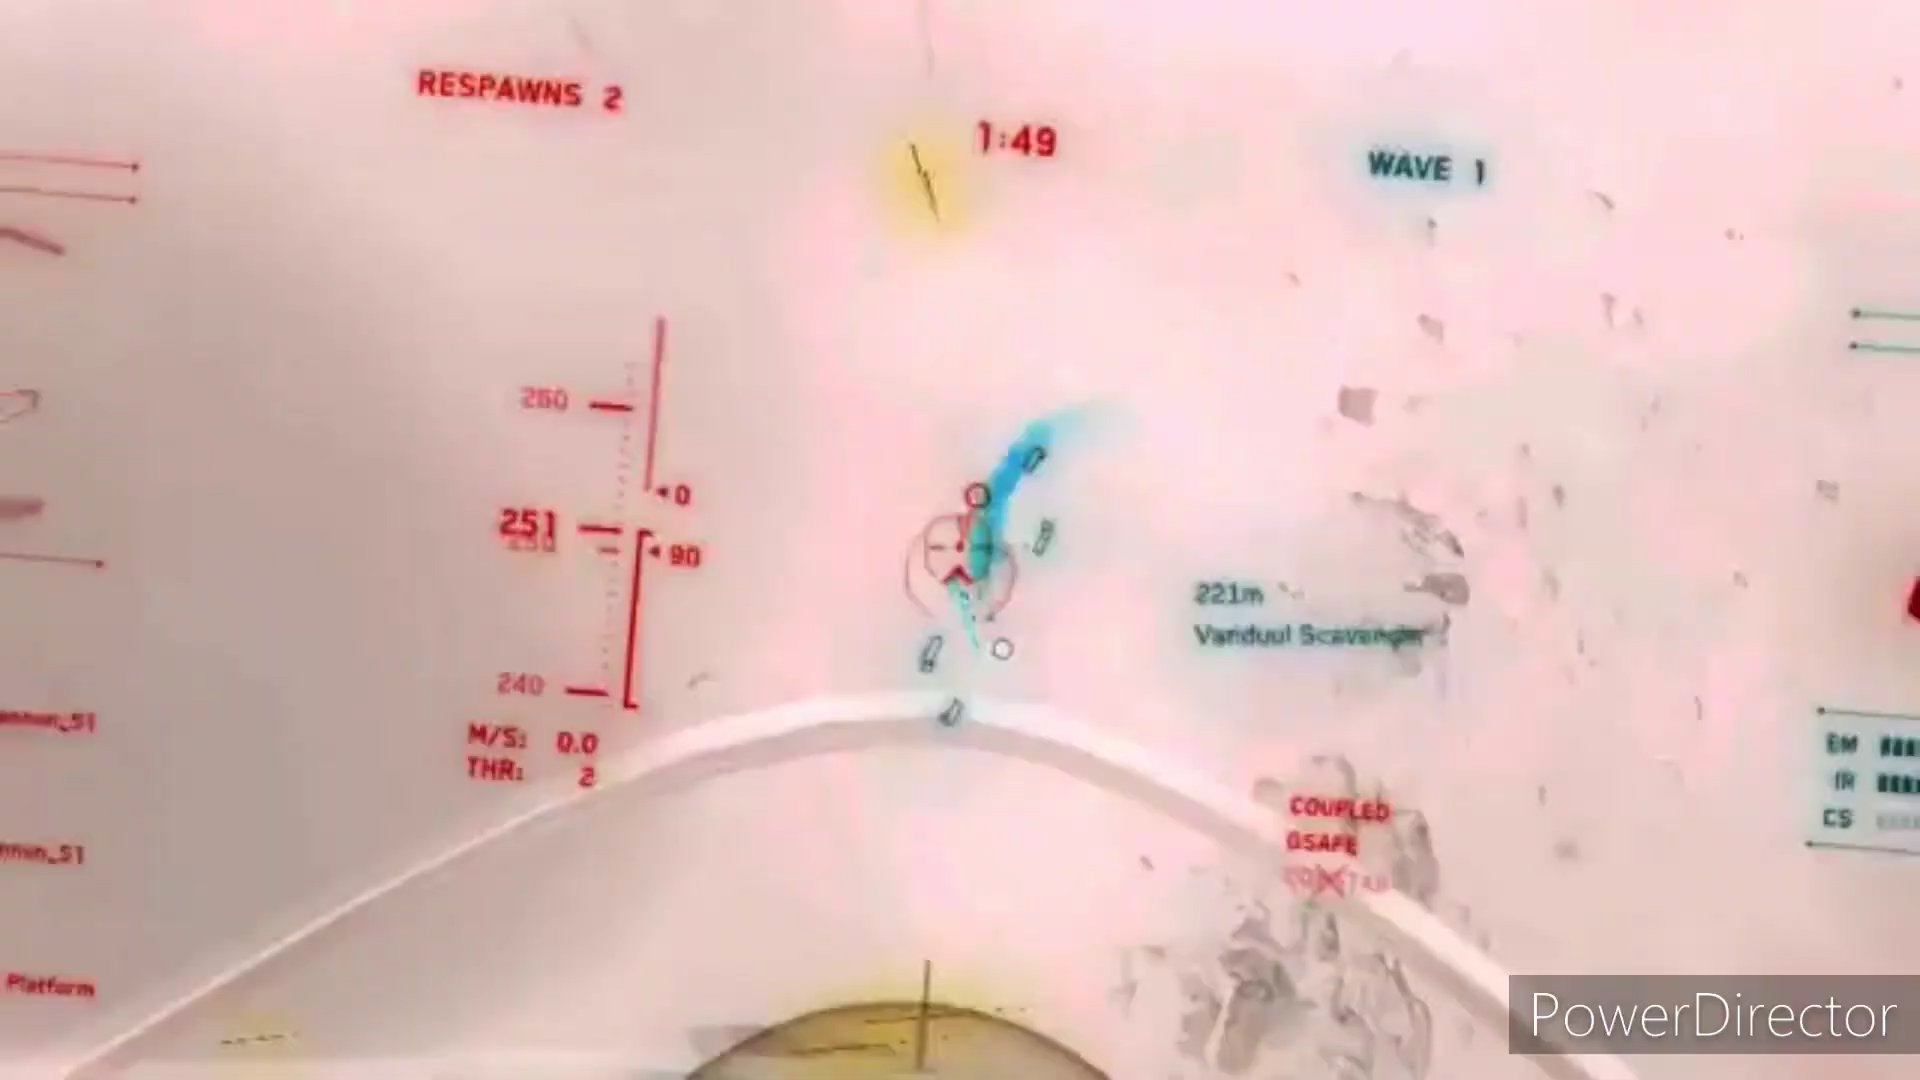 RESPAWNS 2
1:49
WAVE 1
260
0
251
90
240
M/S: 0.0
THR: 2
221m
Vanduul Scavenger
COUPLED
GSAFE
EM
IR
CS
Platform
PowerDirector